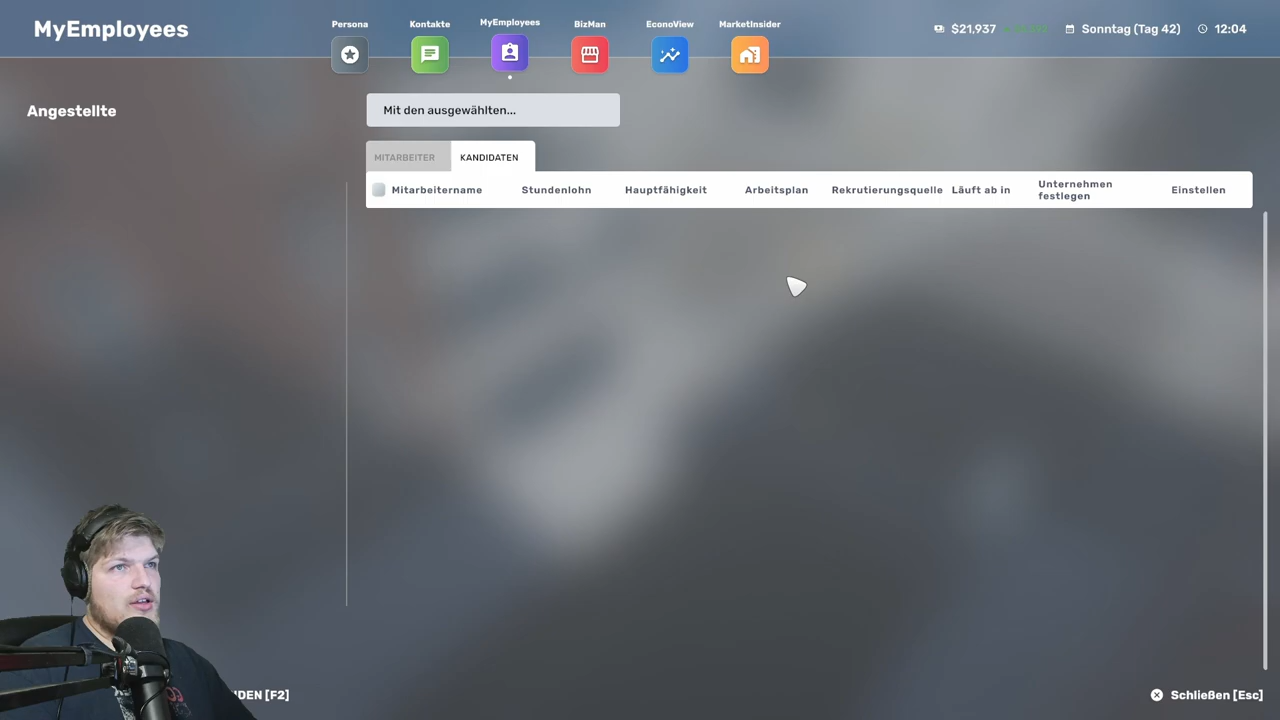 MyEmployees
Persona
Kontakte
MyEmployees
BizMan
EconoView
MarketInsider
$21,937
Sonntag (Tag 42)
12:04
Angestellte
Mit den ausgewählten...
MITARBEITER
KANDIDATEN
Mitarbeitername
Stundenlohn
Hauptfähigkeit
Arbeitsplan
Rekrutierungsquelle
Läuft ab in
Unternehmen
festlegen
Einstellen
[F2]
Schließen [Esc]